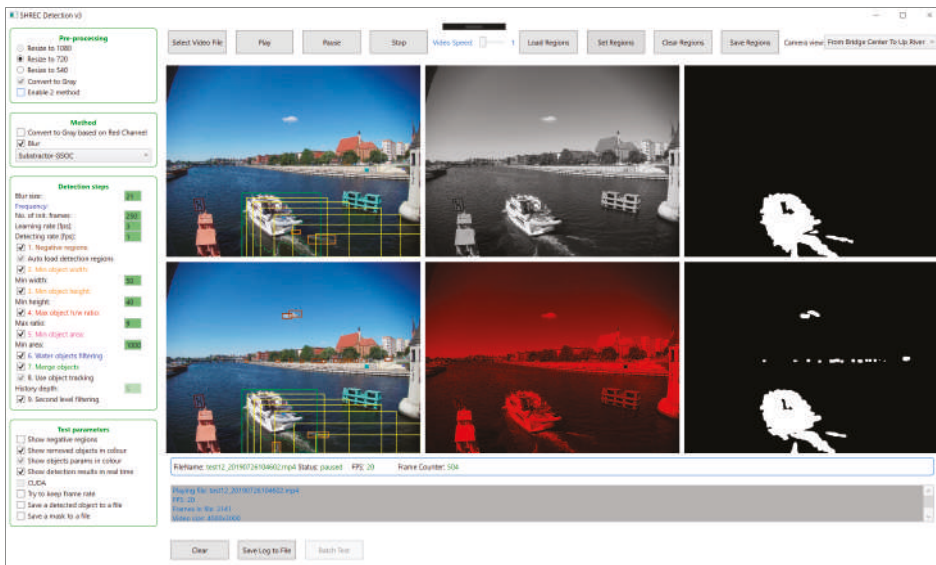 SHREC Detection v3
Pre-processing
Resize to 1080
Resize to 720
Resize to 540
Convert to Gray
Enable 2 method
Select Video File
Play
Pause
Stop
Video Speed
1
Load Regions
Set Regions
Clear Regions
Save Regions
Camera view: From Bridge Center To Up River
Method
Convert to Gray based on Red Channel
Blur
Substractor GSOC
Detection steps
Blur size: 21
Frequency:
No. of init. frames: 250
Learning rate [fps]: 3
Detecting rate [fps]:
1. Negative regions
Auto load detection regions
2. Min object width:
Min width: 50
3. Min object height:
Min height: 40
4. Max object h/w ratio:
Max ratio: 9
5. Min object area:
Min area: 1000
6. Water objects filtering
7. Merge objects
8. Use object tracking
History depth:
9. Second level filtering
Test parameters
Show negative regions
Show removed objects in colour
Show objects params in colour
Show detection results in real time
CUDA
Try to keep frame rate
Save a detected object to a file
Save a mask to a file
FileName: test12_20190726104602.mp4 Status: paused FPS: 20 Frame Counter: 504
Playing file: test12_20190726104602.mp4
FPS: 20
Frames in file: 2141
Video size: 4000x3000
Clear
Save Log to File
Batch Test